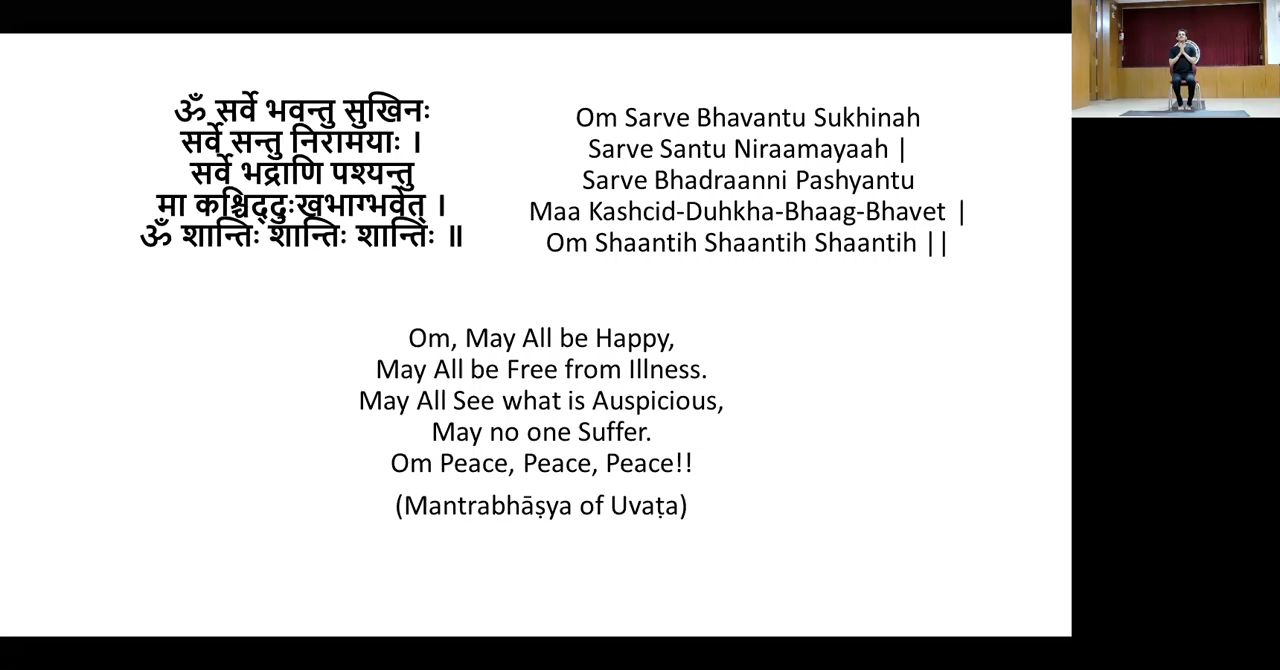 ॐ सर्वे भवन्तु सुखिनः
सर्वे सन्तु निरामयाः ।
सर्वे भद्राणि पश्यन्तु
मा कश्चिद्दुःखभाग्भवेत् ।
ॐ शान्तिः शान्तिः शान्तिः ॥
Om Sarve Bhavantu Sukhinah
Sarve Santu Niraamayaah |
Sarve Bhadraanni Pashyantu
Maa Kashcid-Duhkha-Bhaag-Bhavet |
Om Shaantih Shaantih Shaantih ||
Om, May All be Happy,
May All be Free from Illness.
May All See what is Auspicious,
May no one Suffer.
Om Peace, Peace, Peace!!
(Mantrabhāṣya of Uvaṭa)